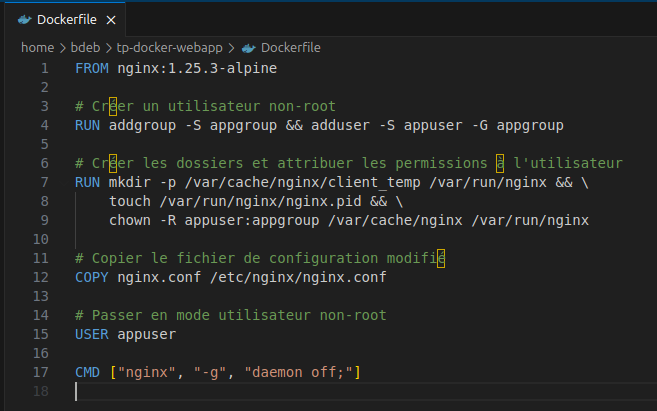 Dockerfile ×
home > bdeb > tp-docker-webapp > Dockerfile
1 FROM nginx:1.25.3-alpine
2
3 # Créer un utilisateur non-root
4 RUN addgroup -S appgroup && adduser -S appuser -G appgroup
5
6 # Créer les dossiers et attribuer les permissions à l'utilisateur
7 RUN mkdir -p /var/cache/nginx/client_temp /var/run/nginx && \
8 touch /var/run/nginx/nginx.pid && \
9 chown -R appuser:appgroup /var/cache/nginx /var/run/nginx
10
11 # Copier le fichier de configuration modifié
12 COPY nginx.conf /etc/nginx/nginx.conf
13
14 # Passer en mode utilisateur non-root
15 USER appuser
16
17 CMD ["nginx", "-g", "daemon off;"]
18